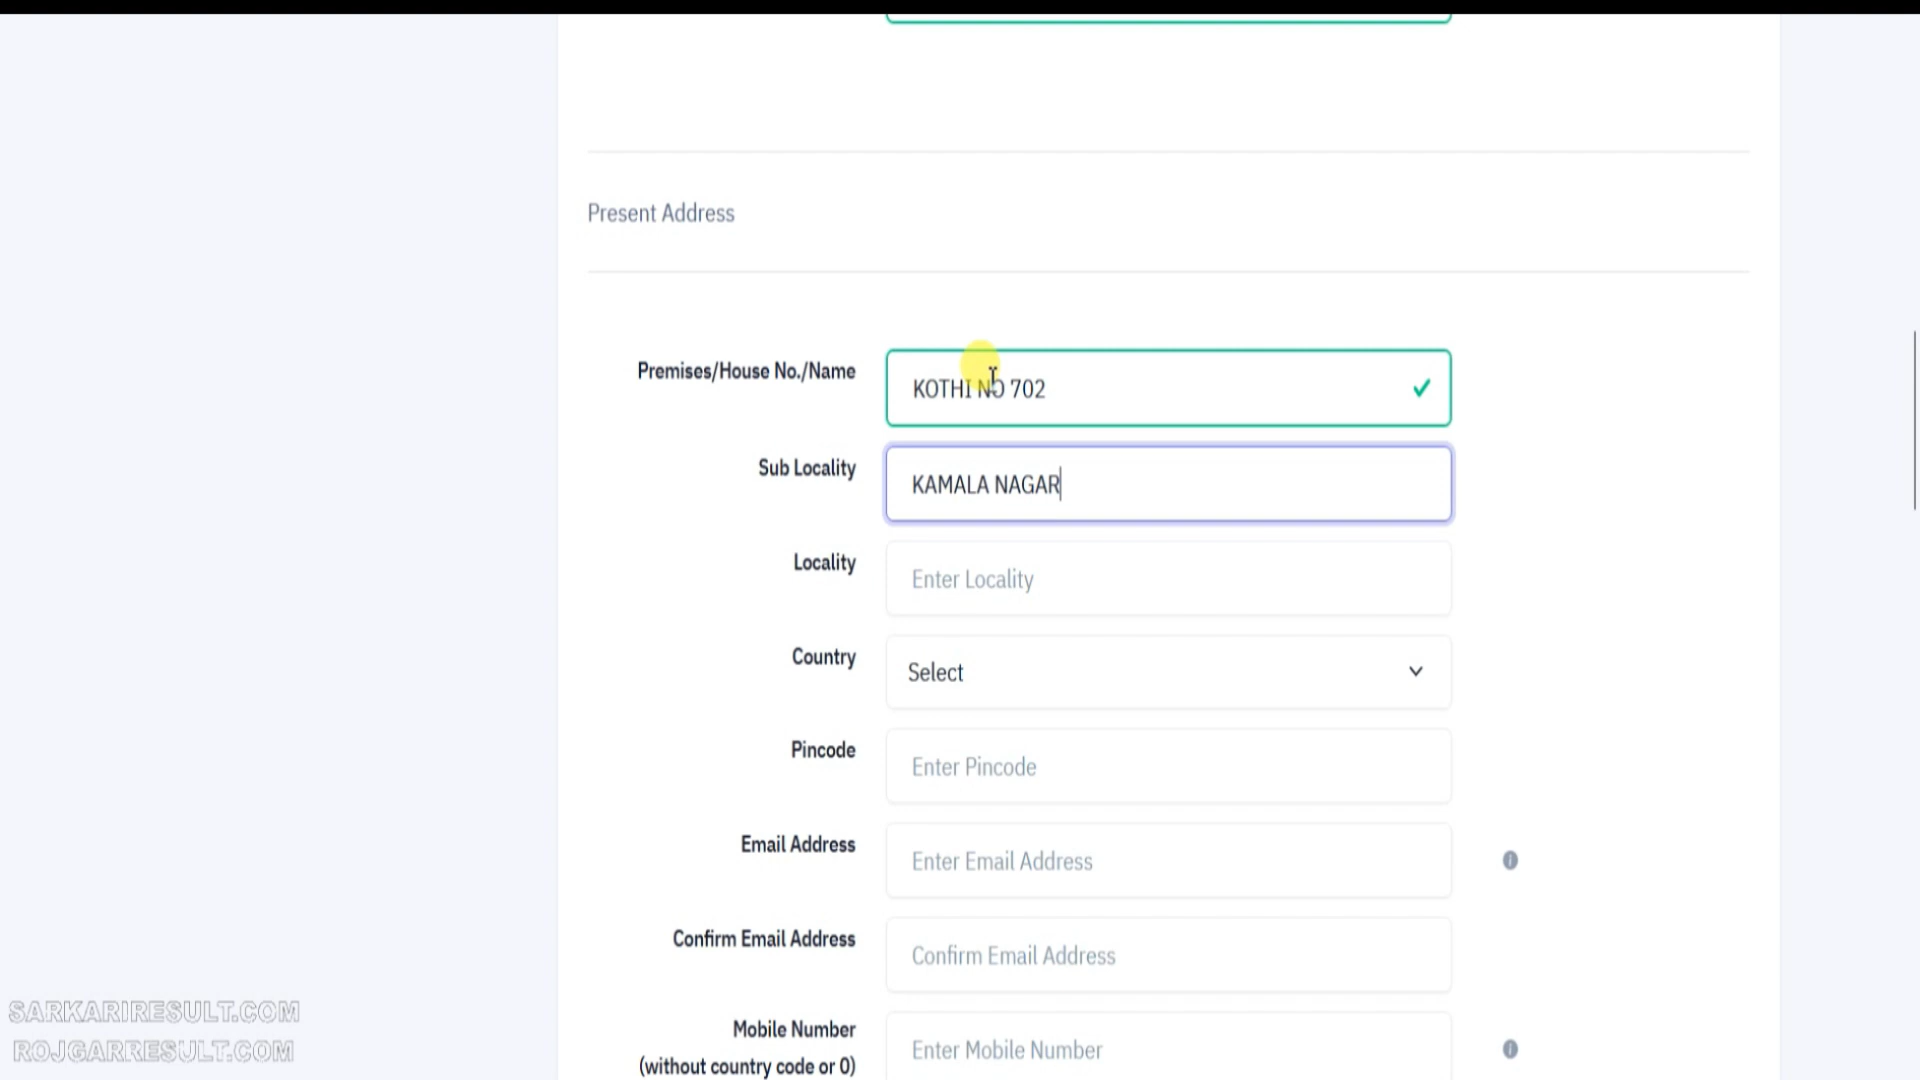 Present Address
Premises/House No./Name
KOTHI NO 702
Sub Locality
KAMALA NAGAR
Locality
Enter Locality
Country
Select
Pincode
Enter Pincode
Email Address
Enter Email Address
Confirm Email Address
Confirm Email Address
Mobile Number
(without country code or 0)
Enter Mobile Number
SARKARIRESULT.COM
ROJGARRESULT.COM